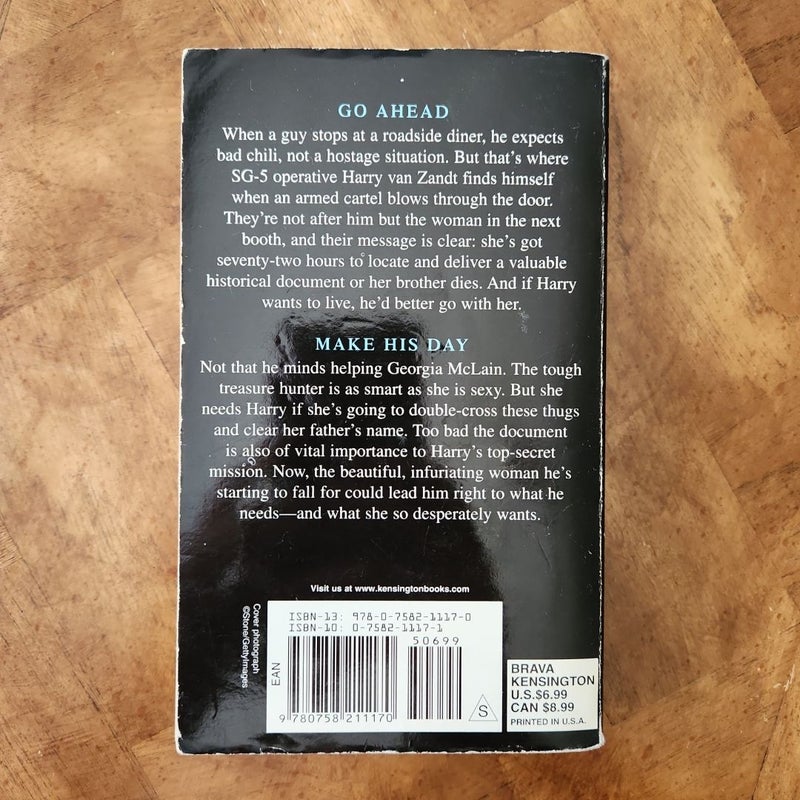 GO AHEAD
When a guy stops at a roadside diner, he expects
bad chili, not a hostage situation. But that's where
SG-5 operative Harry van Zandt finds himself
when an armed cartel blows through the door.
They're not after him but the woman in the next
booth, and their message is clear: she's got
seventy-two hours to locate and deliver a valuable
historical document or her brother dies. And if Harry
wants to live, he'd better go with her.
MAKE HIS DAY
Not that he minds helping Georgia McLain. The tough
treasure hunter is as smart as she is sexy. But she
needs Harry if she's going to double-cross these thugs
and clear her father's name. Too bad the document
is also of vital importance to Harry's top-secret
mission. Now, the beautiful, infuriating woman he's
starting to fall for could lead him right to what he
needs—and what she so desperately wants.
Visit us at www.kensingtonbooks.com
Cover photograph
©Stone/GettyImages
EAN
ISBN-13: 978-0-7582-1117-0
ISBN-10: 0-7582-1117-1
50699
9 780758 211170
S
BRAVA
KENSINGTON
U.S.$6.99
CAN $8.99
PRINTED IN U.S.A.